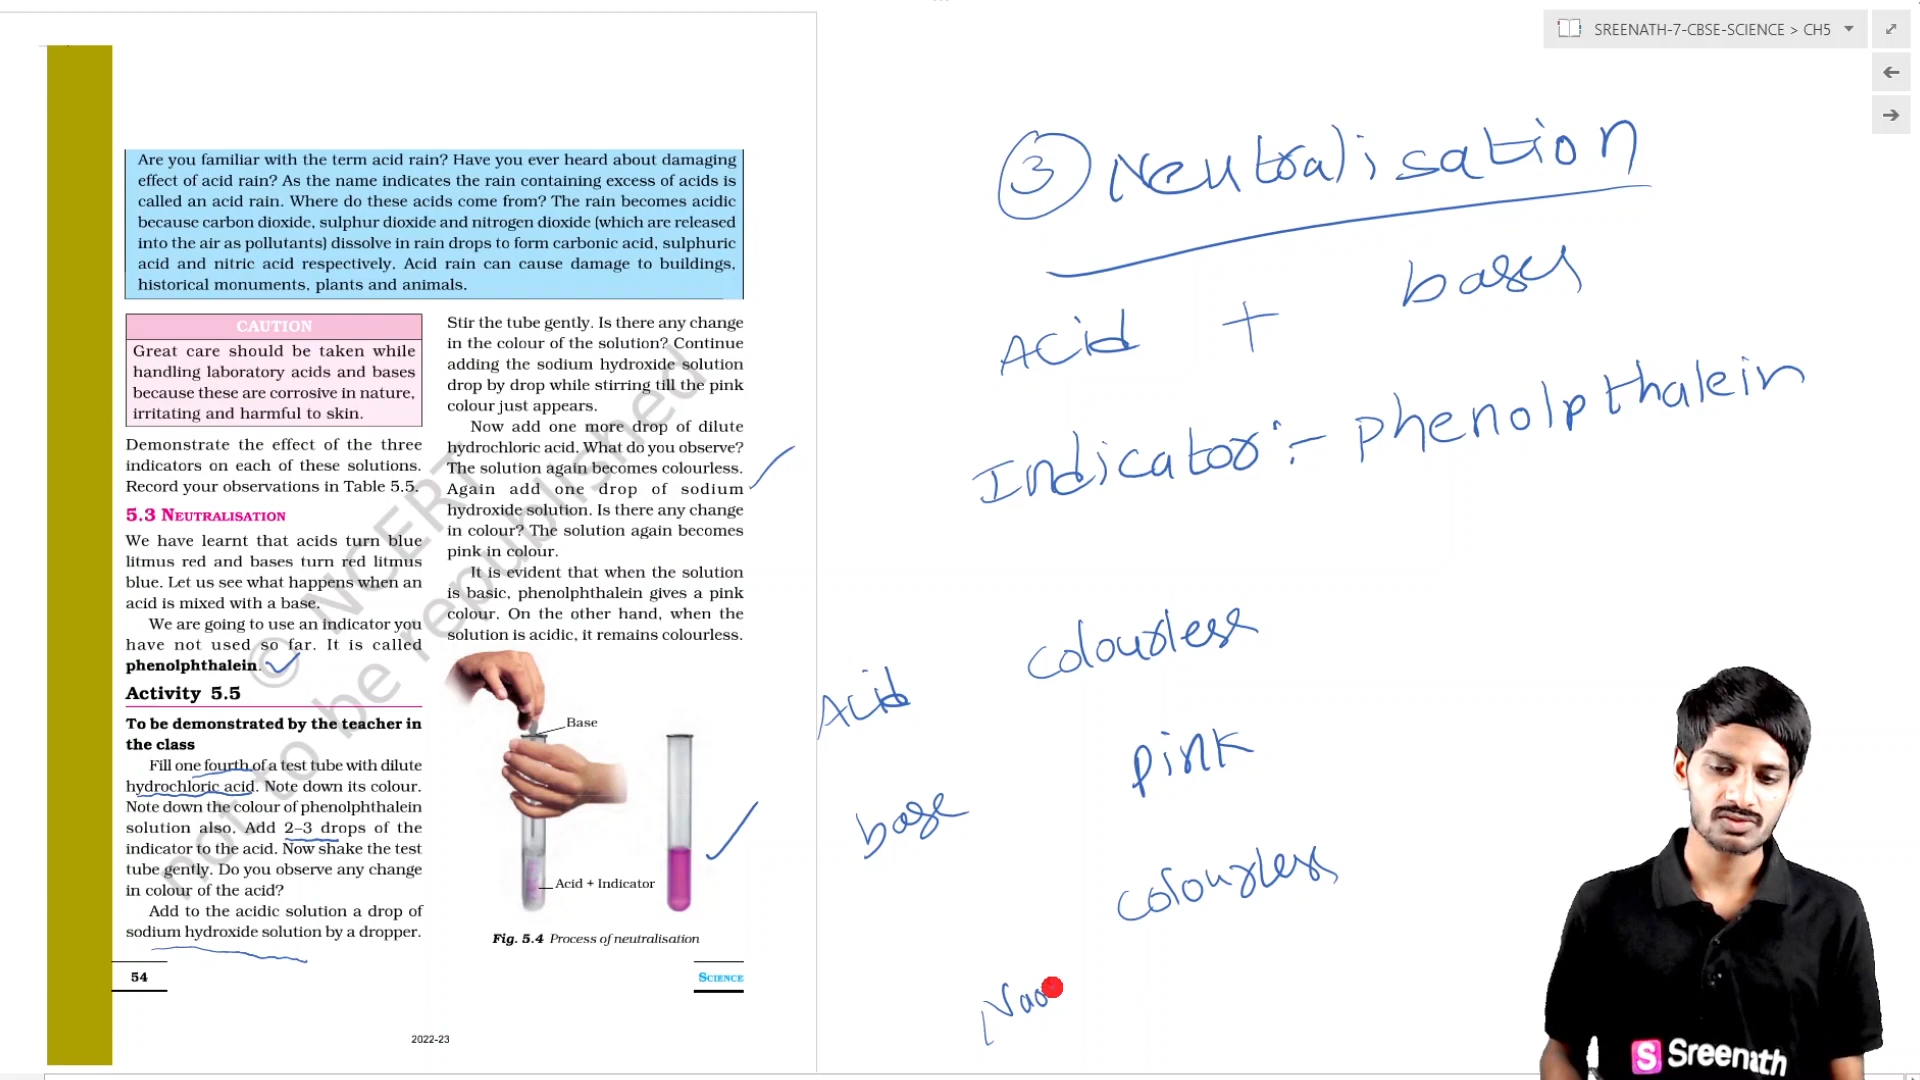 SREENATH-7-CBSE-SCIENCE > CH5
Are you familiar with the term acid rain? Have you ever heard about damaging
effect of acid rain? As the name indicates the rain containing excess of acids is
called an acid rain. Where do these acids come from? The rain becomes acidic
because carbon dioxide, sulphur dioxide and nitrogen dioxide (which are released
into the air as pollutants) dissolve in rain drops to form carbonic acid, sulphuric
acid and nitric acid respectively. Acid rain can cause damage to buildings,
historical monuments, plants and animals.
CAUTION
Great care should be taken while
handling laboratory acids and bases
because these are corrosive in nature,
irritating and harmful to skin.
Demonstrate the effect of the three
indicators on each of these solutions.
Record your observations in Table 5.5.
5.3 NEUTRALISATION
We have learnt that acids turn blue
litmus red and bases turn red litmus
blue. Let us see what happens when an
acid is mixed with a base.
We are going to use an indicator you
have not used so far. It is called
phenolphthalein.
Activity 5.5
To be demonstrated by the teacher in
the class
Fill one fourth of a test tube with dilute
hydrochloric acid. Note down its colour.
Note down the colour of phenolphthalein
solution also. Add 2–3 drops of the
indicator to the acid. Now shake the test
tube gently. Do you observe any change
in colour of the acid?
Add to the acidic solution a drop of
sodium hydroxide solution by a dropper.
Stir the tube gently. Is there any change
in the colour of the solution? Continue
adding the sodium hydroxide solution
drop by drop while stirring till the pink
colour just appears.
Now add one more drop of dilute
hydrochloric acid. What do you observe?
The solution again becomes colourless.
Again add one drop of sodium
hydroxide solution. Is there any change
in colour? The solution again becomes
pink in colour.
It is evident that when the solution
is basic, phenolphthalein gives a pink
colour. On the other hand, when the
solution is acidic, it remains colourless.
Base
Acid + Indicator
Fig. 5.4 Process of neutralisation
54
SCIENCE
2022-23
© NCERT
not to be republished
3 Neutralisation
Acid + bases
Indicator :- Phenolpthalein
Acid colourless
base pink
colourless
Nao
S Sreenath